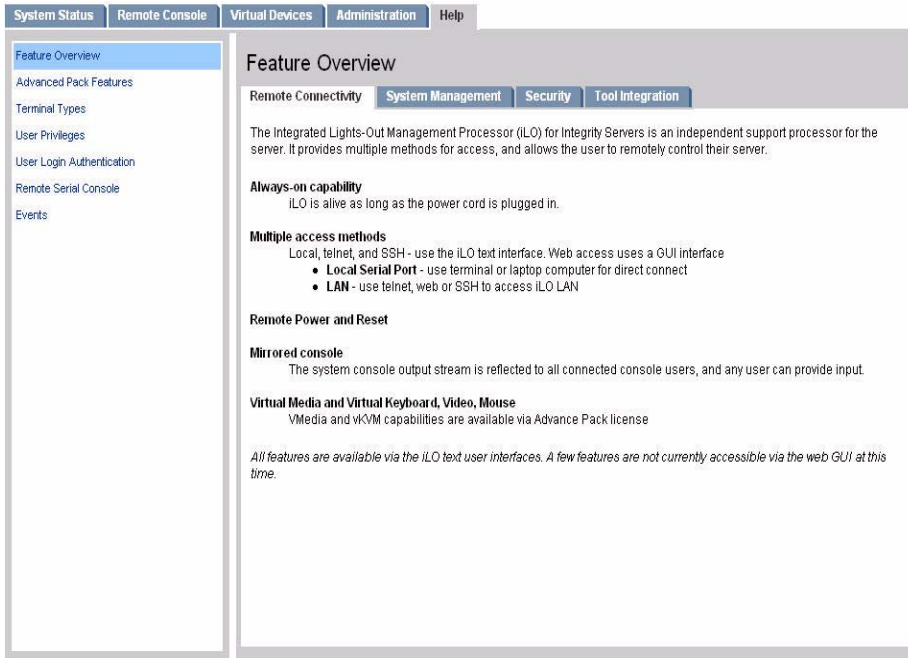 System Status
Remote Console
Virtual Devices
Administration
Help
Feature Overview
Advanced Pack Features
Terminal Types
User Privileges
User Login Authentication
Remote Serial Console
Events
Feature Overview
Remote Connectivity
System Management
Security
Tool Integration
The Integrated Lights-Out Management Processor (iLO) for Integrity Servers is an independent support processor for the
server. It provides multiple methods for access, and allows the user to remotely control their server.
Always-on capability
iLO is alive as long as the power cord is plugged in.
Multiple access methods
Local, telnet, and SSH - use the iLO text interface. Web access uses a GUI interface
• Local Serial Port - use terminal or laptop computer for direct connect
• LAN - use telnet, web or SSH to access iLO LAN
Remote Power and Reset
Mirrored console
The system console output stream is reflected to all connected console users, and any user can provide input.
Virtual Media and Virtual Keyboard, Video, Mouse
VMedia and vKVM capabilities are available via Advance Pack license
All features are available via the iLO text user interfaces. A few features are not currently accessible via the web GUI at this
time.